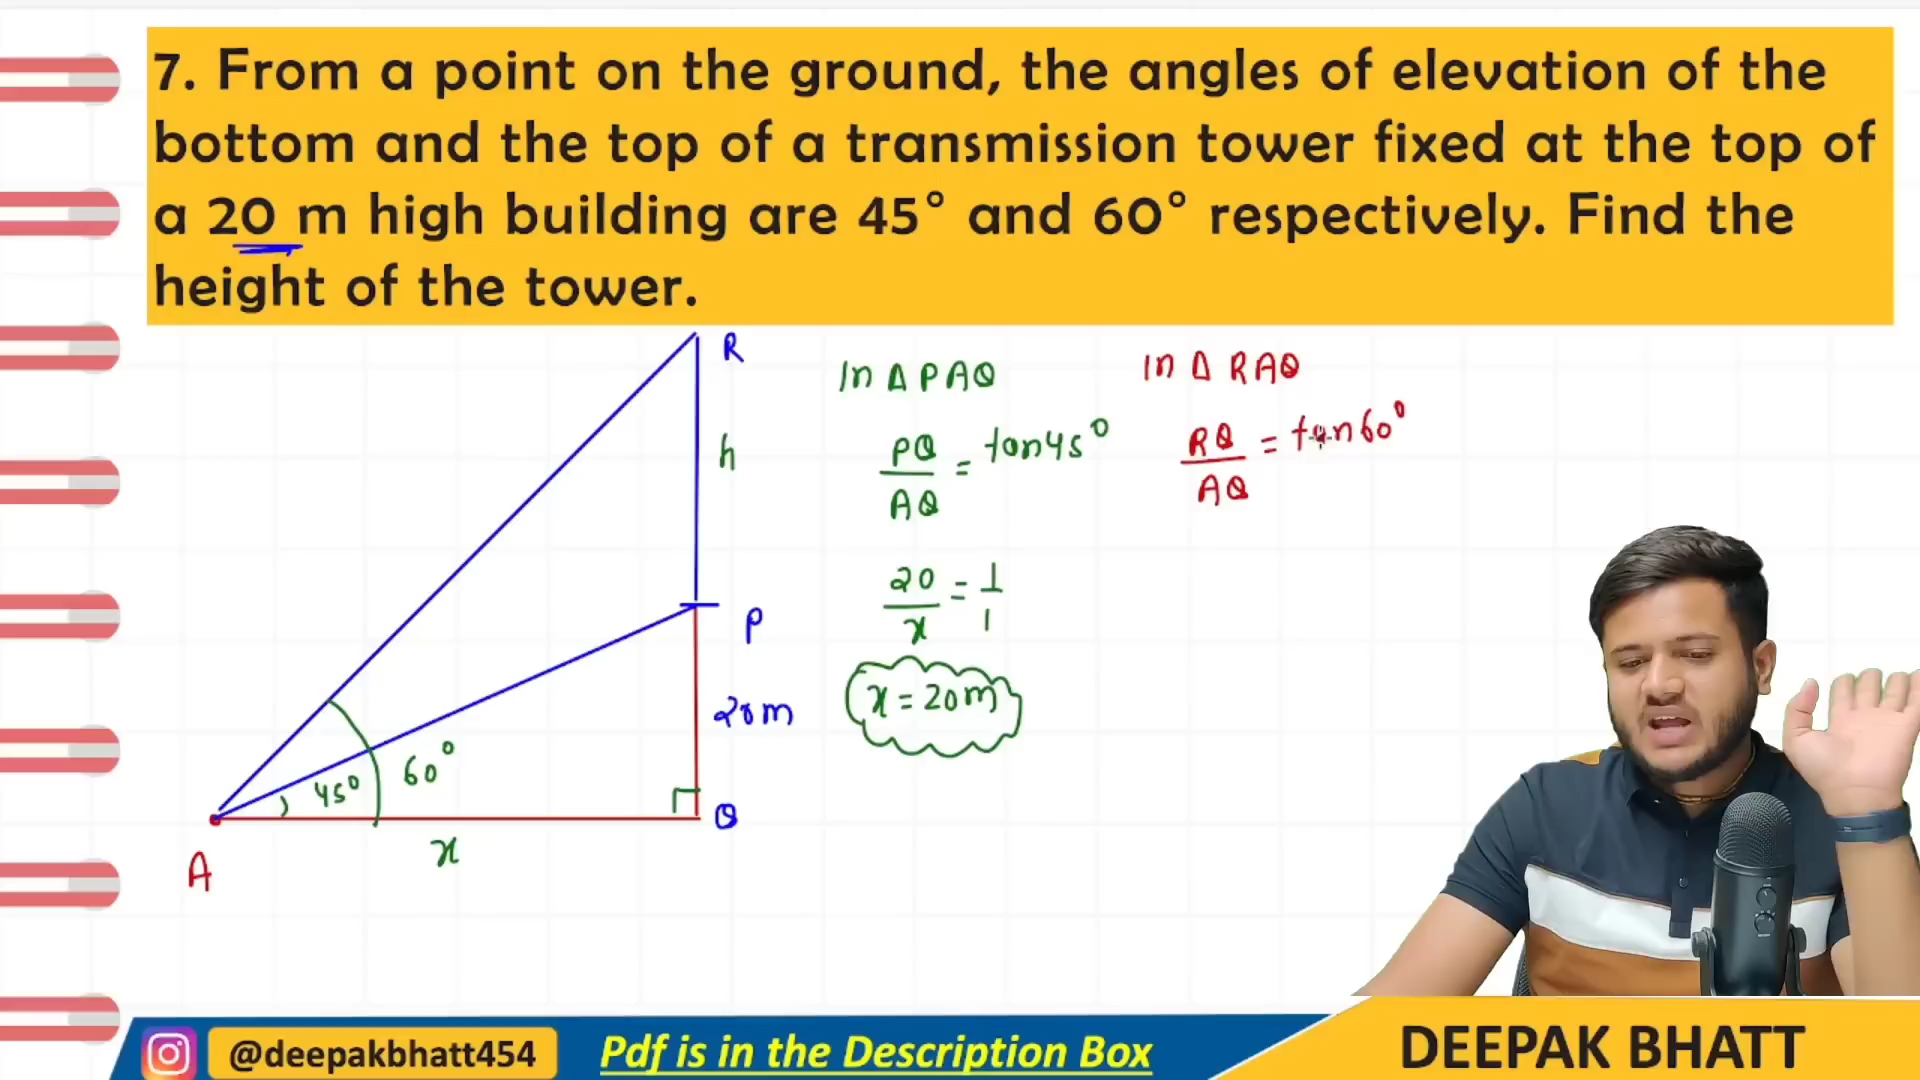 7. From a point on the ground, the angles of elevation of the
bottom and the top of a transmission tower fixed at the top of
a 20 m high building are 45° and 60° respectively. Find the
height of the tower.
R
h
P
20m
Q
45°
60°
x
A
In Δ PAQ
PQ/AQ = tan45°
20/x = 1/1
x = 20m
In Δ RAQ
RQ/AQ = tan60°
@deepakbhatt454
Pdf is in the Description Box
DEEPAK BHATT